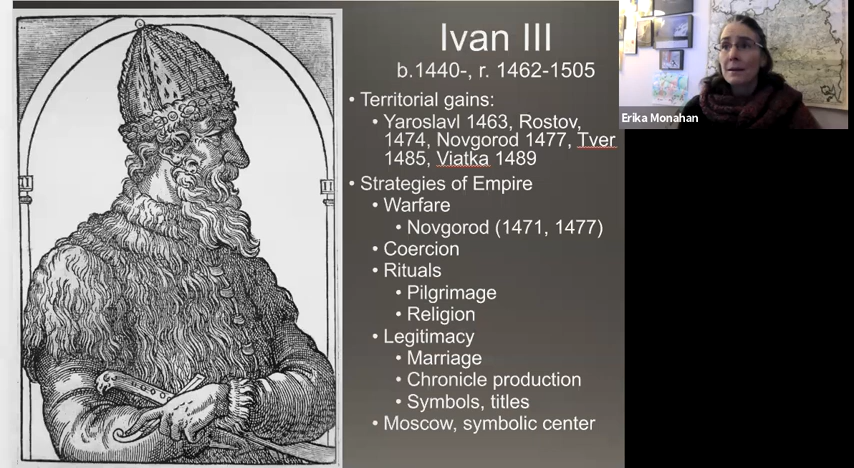 Ivan III
b.1440-, r. 1462-1505
• Territorial gains:
• Yaroslavl 1463, Rostov,
1474, Novgorod 1477, Tver
1485, Viatka 1489
• Strategies of Empire
• Warfare
• Novgorod (1471, 1477)
• Coercion
• Rituals
• Pilgrimage
• Religion
• Legitimacy
• Marriage
• Chronicle production
• Symbols, titles
• Moscow, symbolic center
Erika Monahan